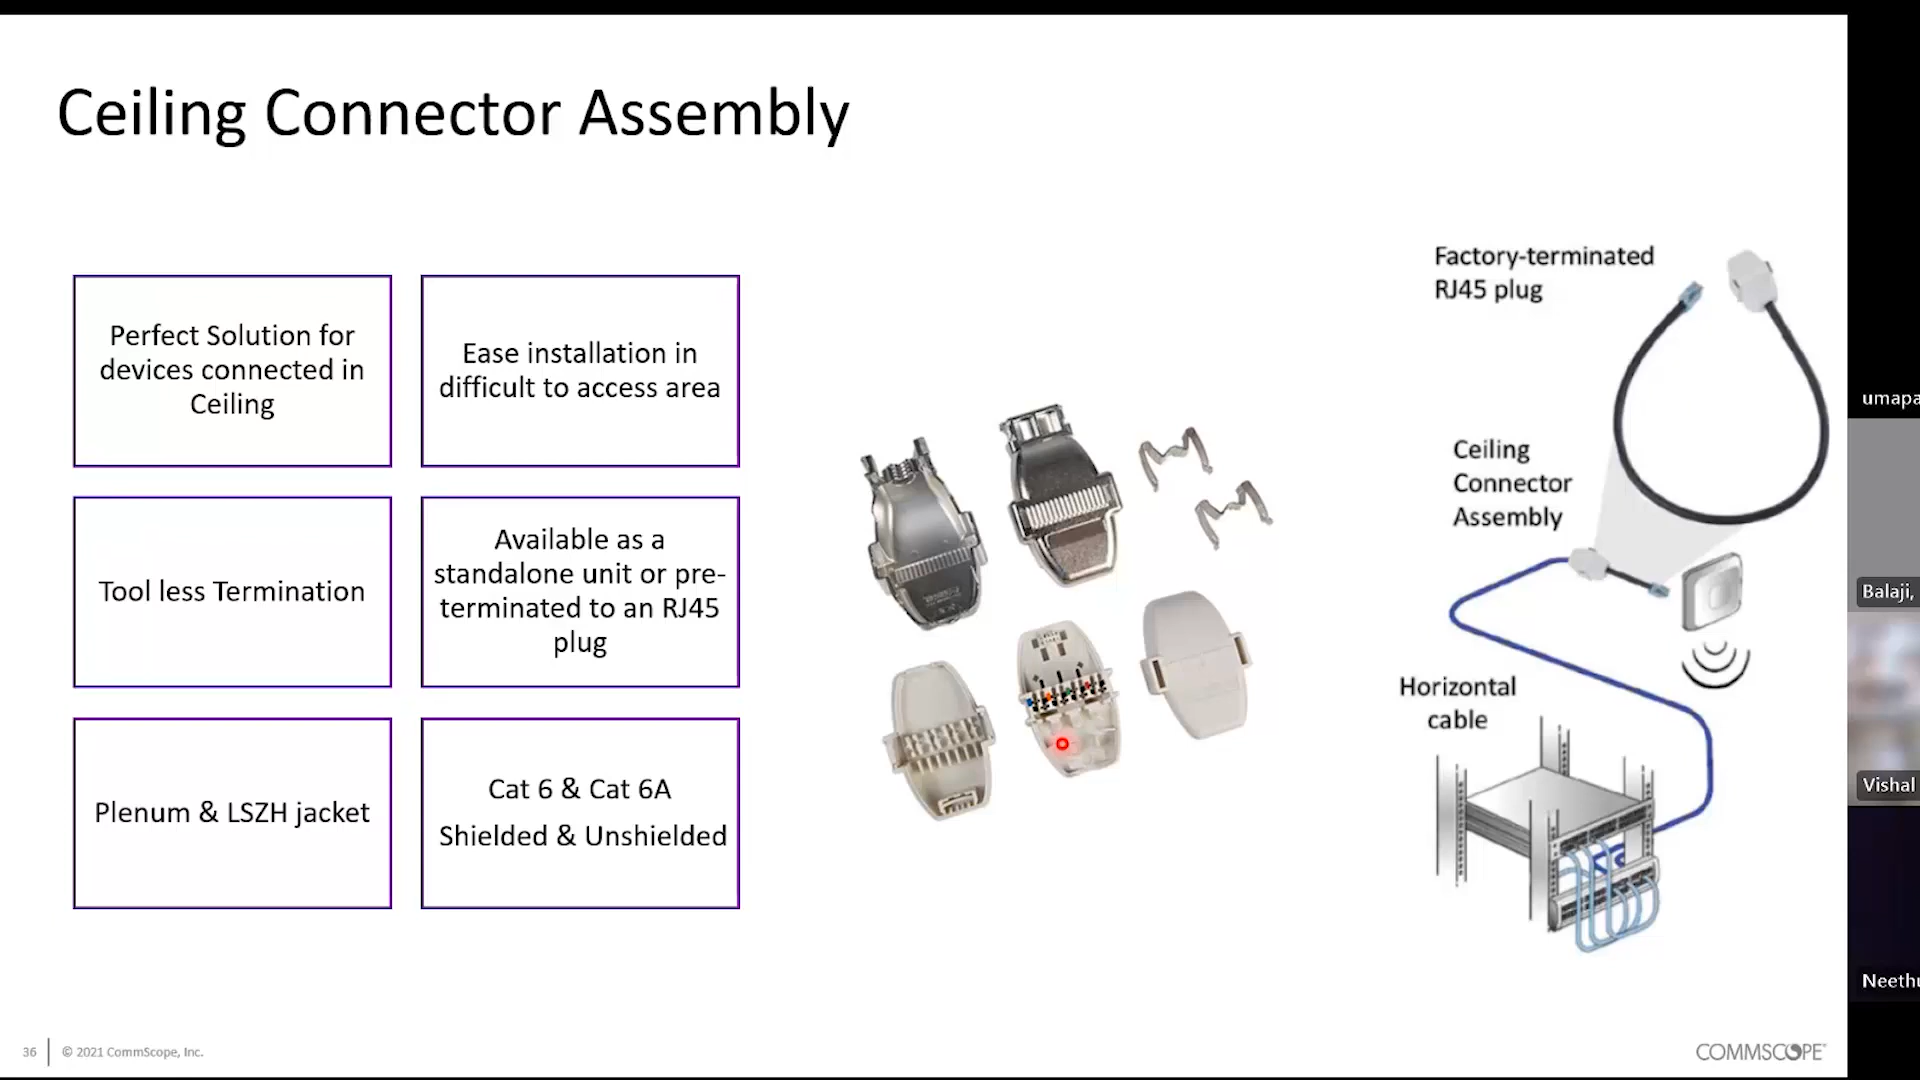 Ceiling Connector Assembly
Perfect Solution for
devices connected in
Ceiling
Ease installation in
difficult to access area
Tool less Termination
Available as a
standalone unit or pre-
terminated to an RJ45
plug
Plenum & LSZH jacket
Cat 6 & Cat 6A
Shielded & Unshielded
Factory-terminated
RJ45 plug
Ceiling
Connector
Assembly
Horizontal
cable
umapa
Balaji,
Vishal
Neethu
36
© 2021 CommScope, Inc.
COMMSCOPE